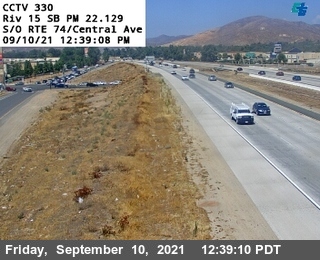 CCTV 330
Riv 15 SB PM 22.129
S/O RTE 74/Central Ave
09/10/21 12:39:08 PM
Friday, September 10, 2021 12:39:10 PDT